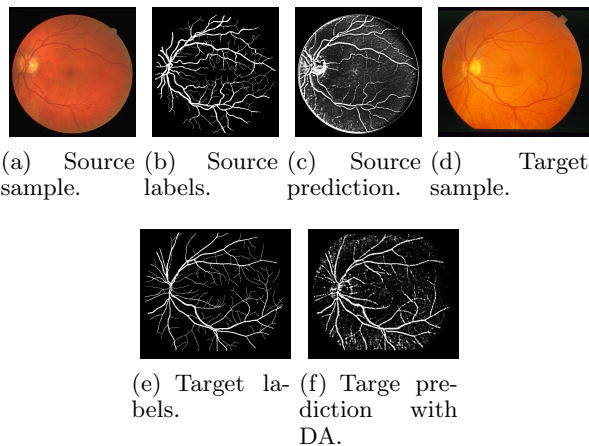 (a) Source sample.
(b) Source labels.
(c) Source prediction.
(d) Target sample.
(e) Target la-
bels.
(f) Targe pre-
diction with
DA.